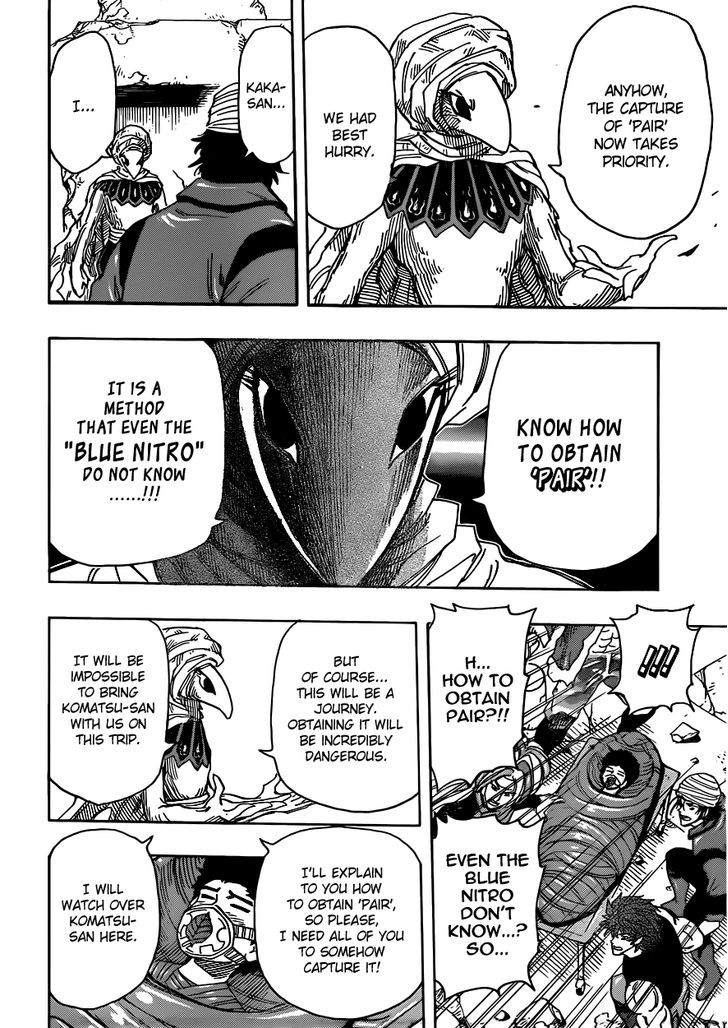 ANYHOW,
THE CAPTURE
OF 'PAIR'
NOW TAKES
PRIORITY.
WE HAD
BEST
HURRY.
KAKA-
SAN...
I...
KNOW HOW
TO OBTAIN
'PAIR'!!
IT IS A
METHOD
THAT EVEN THE
"BLUE NITRO"
DO NOT KNOW
......!!!
!!!
H...
HOW TO
OBTAIN
PAIR?!!
EVEN THE
BLUE
NITRO
DON'T
KNOW...?
SO...
BUT
OF COURSE...
THIS WILL BE A
JOURNEY.
OBTAINING IT WILL
BE INCREDIBLY
DANGEROUS.
IT WILL BE
IMPOSSIBLE
TO BRING
KOMATSU-SAN
WITH US ON
THIS TRIP.
I'LL EXPLAIN
TO YOU HOW
TO OBTAIN 'PAIR',
SO PLEASE,
I NEED ALL OF YOU
TO SOMEHOW
CAPTURE IT!
I WILL
WATCH OVER
KOMATSU-
SAN HERE.